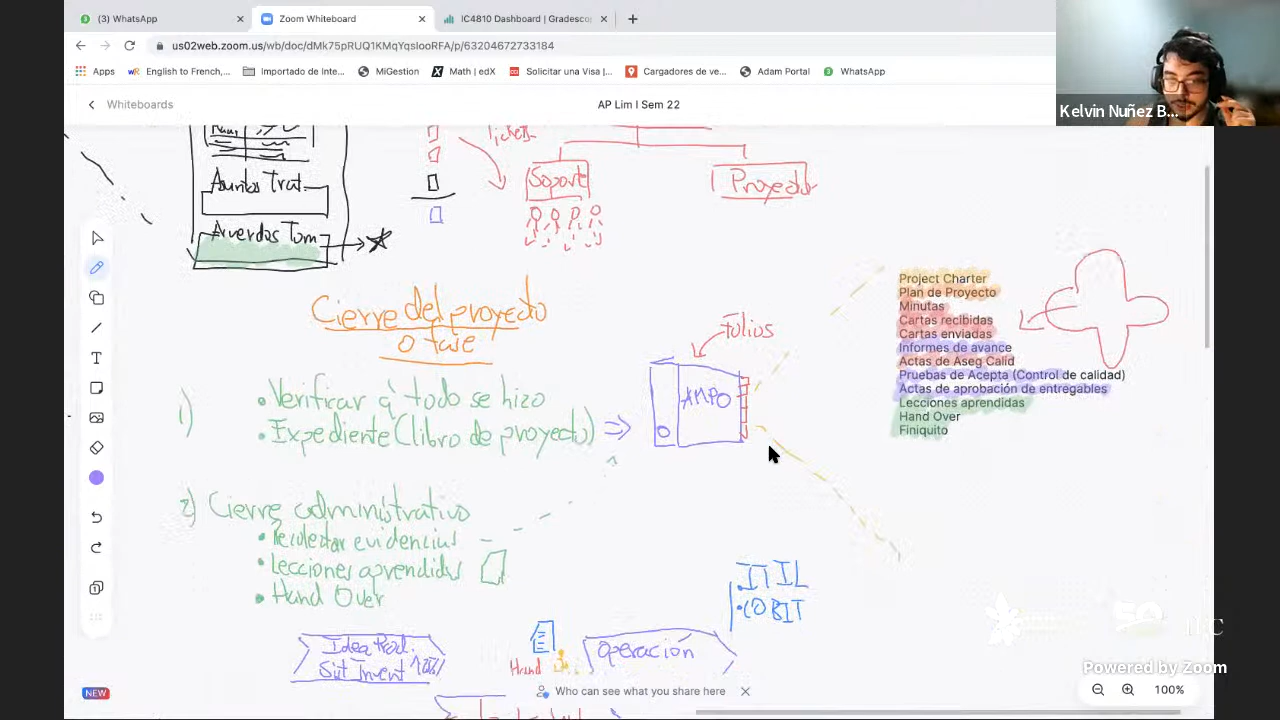 (3) WhatsApp
Zoom Whiteboard
IC4810 Dashboard | Gradesco
us02web.zoom.us/wb/doc/dMk75pRUQ1KMqYqsIooRFA/p/63204672733184
Apps
English to French,...
Importado de Inte...
MiGestion
Math | edX
Solicitar una Visa |...
Cargadores de ve...
Adam Portal
WhatsApp
Kelvin Nuñez B...
Whiteboards
AP Lim I Sem 22
Tickets
Asuntos Trat.
Soporte
Acuerdos Tom
Cierre del proyecto
o fase
folios
Project Charter
Plan de Proyecto
Minutas
Cartas recibidas
Cartas enviadas
Informes de avance
Actas de Aseg Calid
Pruebas de Acepta (Control de calidad)
Actas de aprobación de entregables
Lecciones aprendidas
Hand Over
Finiquito
1)
• Verificar q' todo se hizo
• Expediente (libro de proyecto)
AMPO
2) Cierre administrativo
• Recolectar evidencias
• Lecciones aprendidas
• Hand Over
• ITIL
• COBIT
Idea Prod.
Operación
Hand
NEW
Who can see what you share here
Powered by Zoom
100%